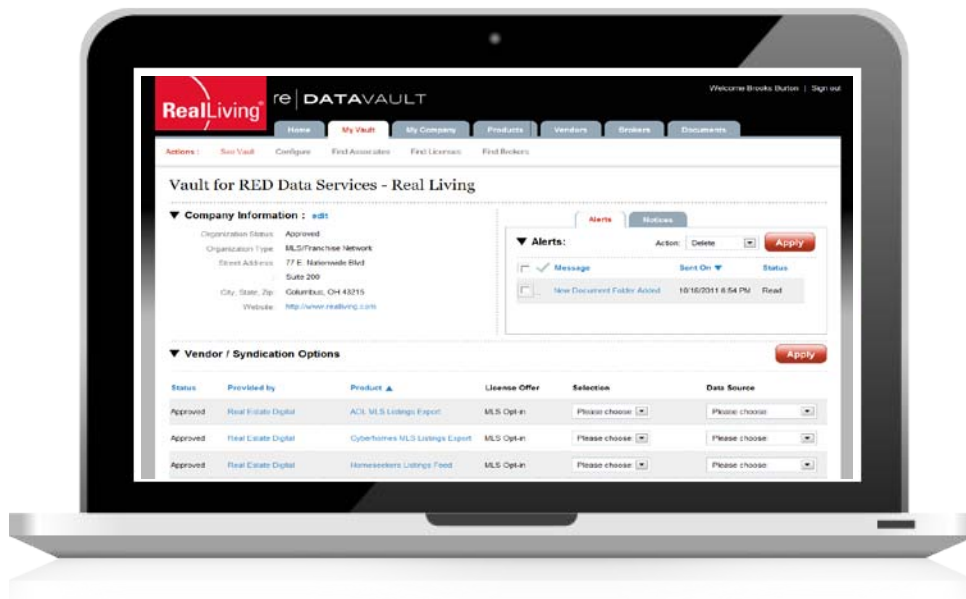 Welcome Brooks Burton | Sign out
RealLiving®
re | DATAVAULT
Home My Vault My Company Products Vendors Brokers Documents
Actions : See Vault Configure Find Associates Find Licenses Find Brokers
Vault for RED Data Services - Real Living
▼ Company Information : edit
Organization Status Approved
Organization Type MLS/Franchise Network
Street Address 77 E. Nationwide Blvd
Suite 200
City, State, Zip Columbus, OH 43215
Website http://www.realliving.com
Alerts Notices
▼ Alerts: Action: Delete Apply
Message Sent On ▼ Status
New Document Folder Added 10/16/2011 6:54 PM Read
▼ Vendor / Syndication Options Apply
Status Provided by Product ▲ License Offer Selection Data Source
Approved Real Estate Digital AOL MLS Listings Export MLS Opt-in Please choose Please choose
Approved Real Estate Digital Cyberhomes MLS Listings Export MLS Opt-in Please choose Please choose
Approved Real Estate Digital Homeseekers Listings Feed MLS Opt-in Please choose Please choose